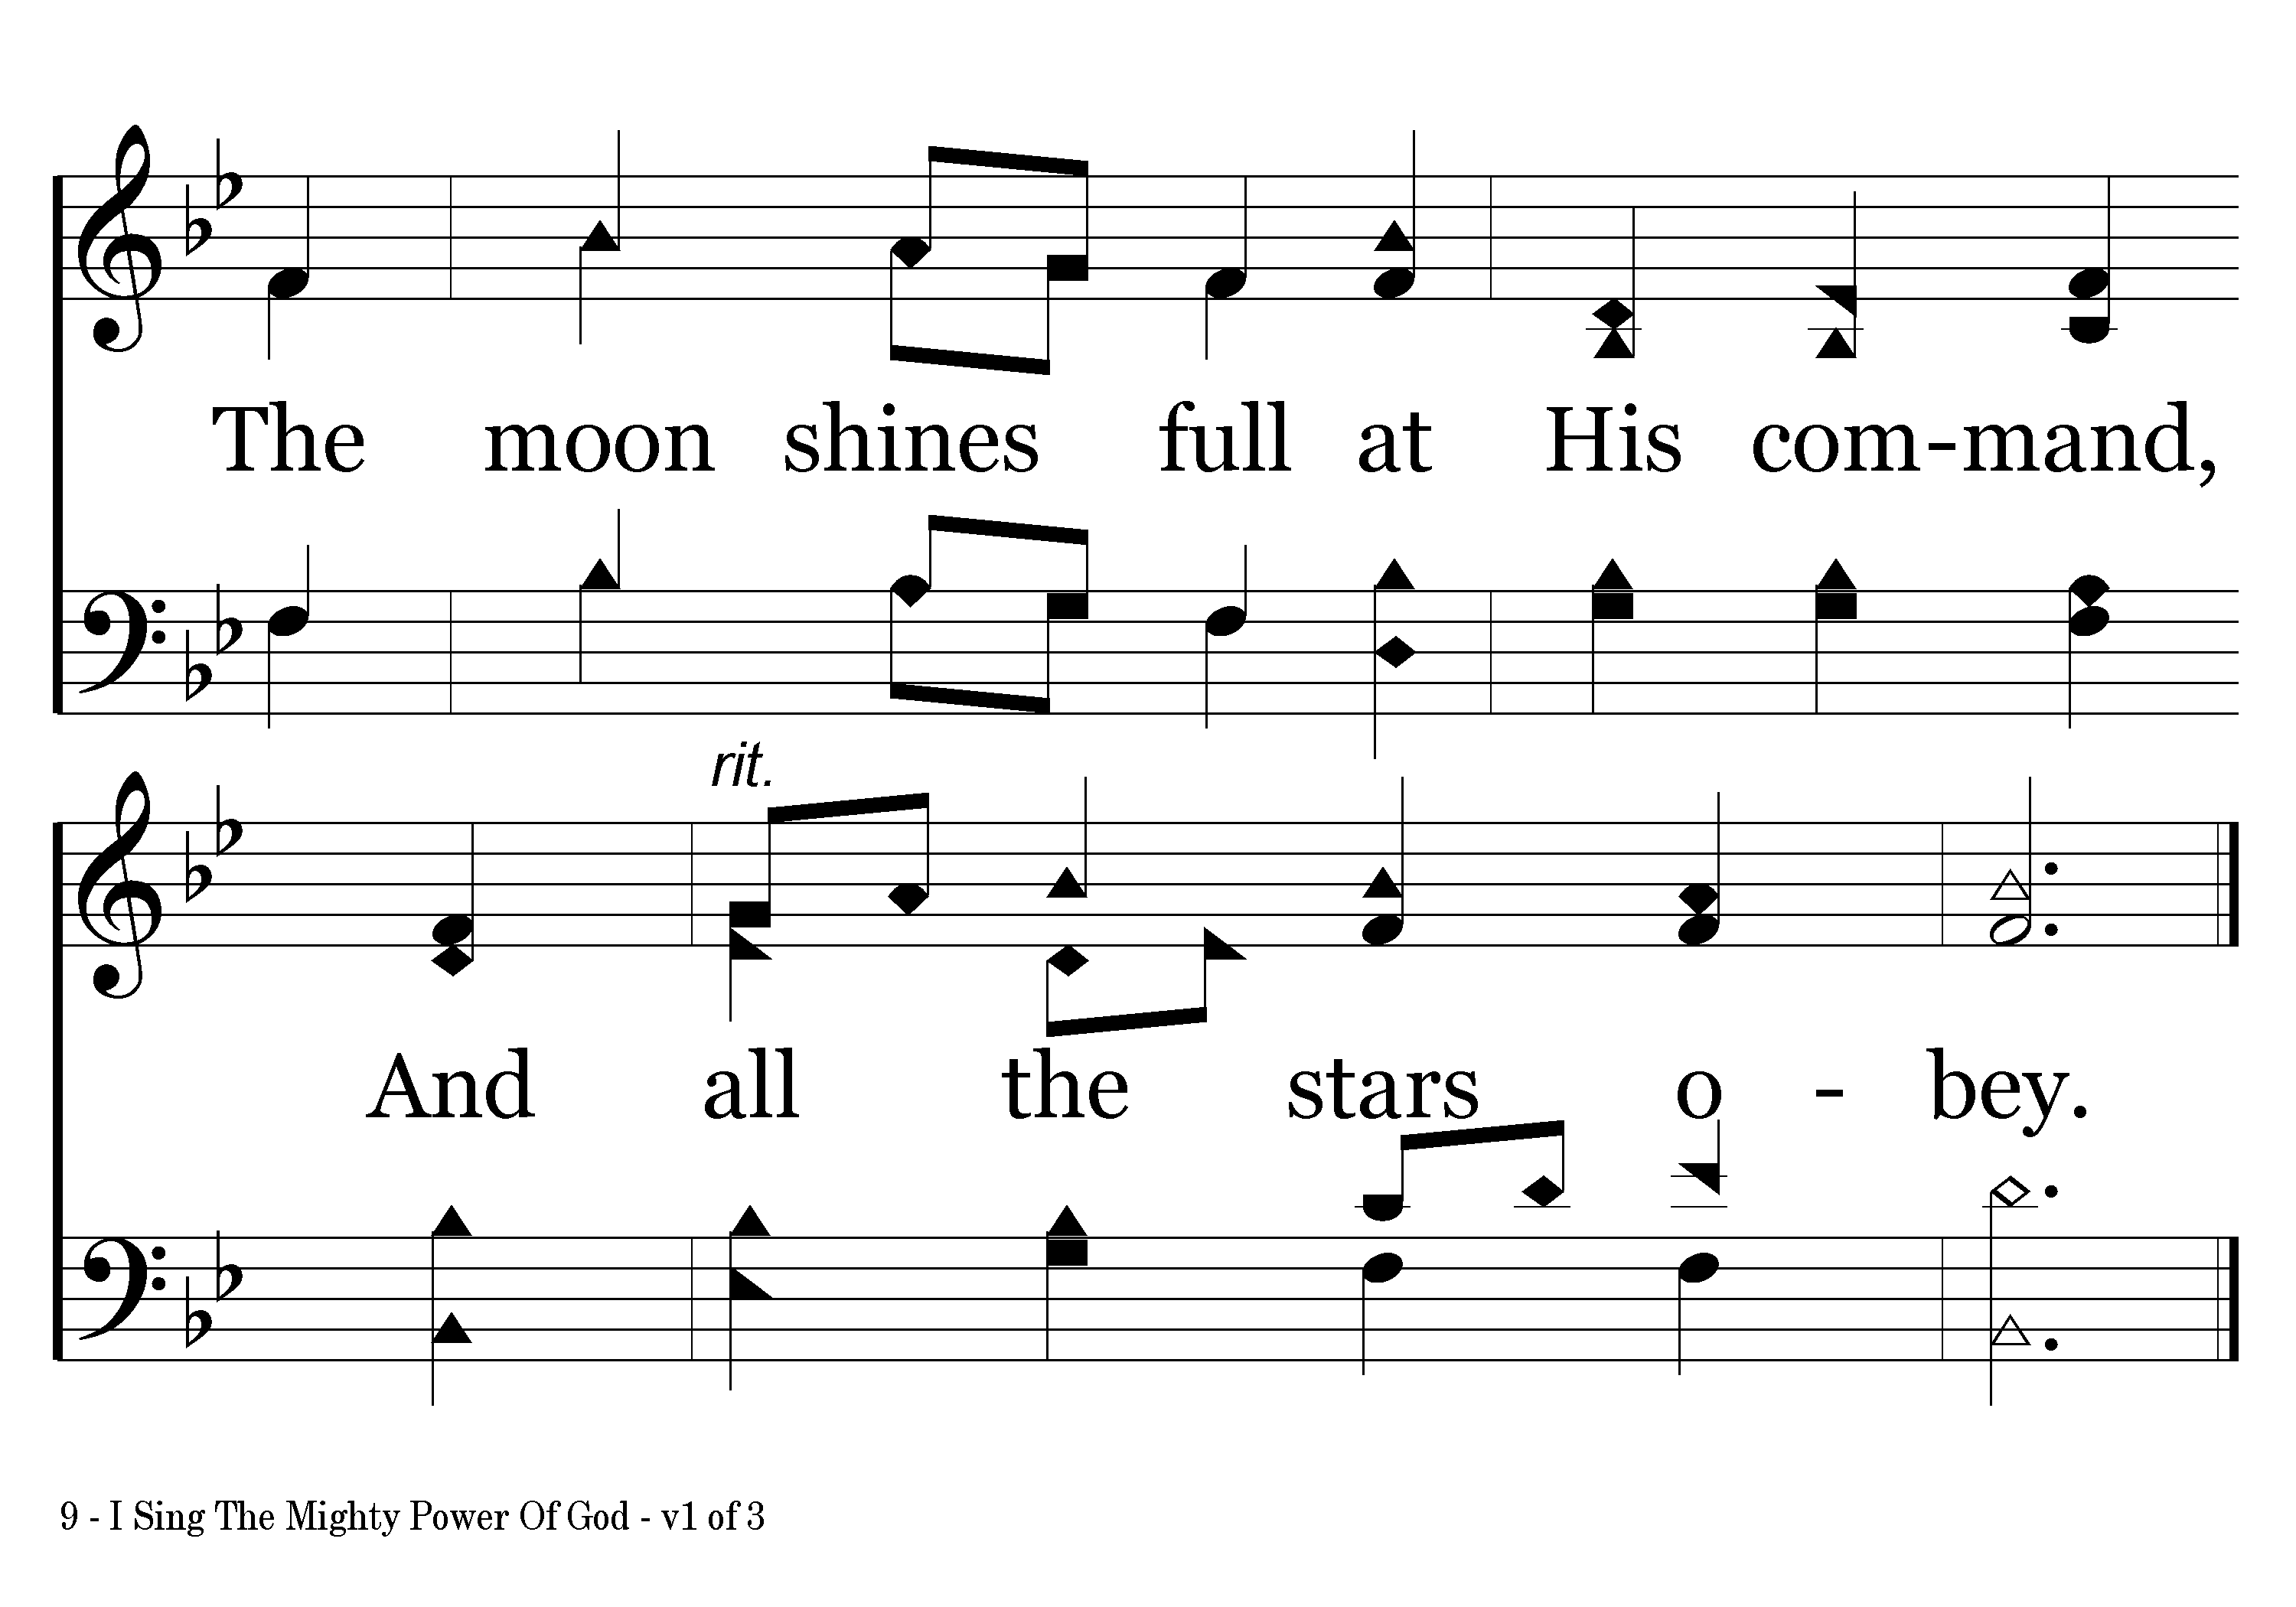 The moon shines full at His com-mand,
rit.
And all the stars o - bey.
9 - I Sing The Mighty Power Of God - v1 of 3